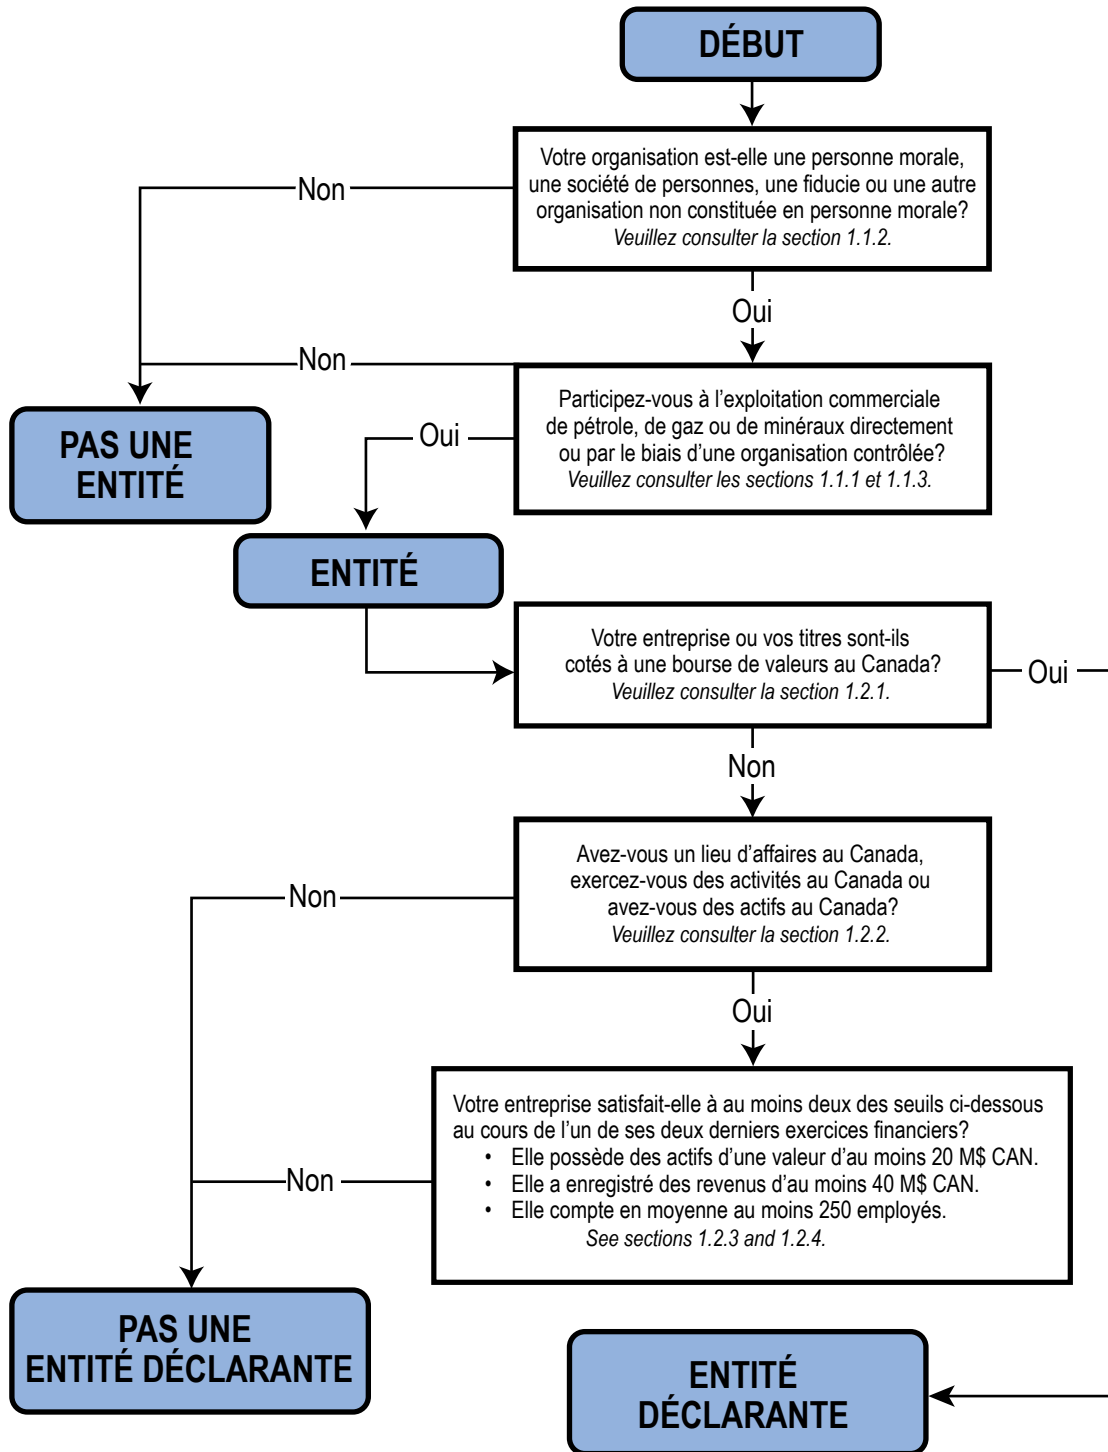 DÉBUT
Votre organisation est-elle une personne morale,
une société de personnes, une fiducie ou une autre
organisation non constituée en personne morale?
Veuillez consulter la section 1.1.2.
Non
Oui
Non
Participez-vous à l’exploitation commerciale
de pétrole, de gaz ou de minéraux directement
ou par le biais d’une organisation contrôlée?
Veuillez consulter les sections 1.1.1 et 1.1.3.
Oui
PAS UNE
ENTITÉ
ENTITÉ
Votre entreprise ou vos titres sont-ils
cotés à une bourse de valeurs au Canada?
Veuillez consulter la section 1.2.1.
Oui
Non
Avez-vous un lieu d’affaires au Canada,
exercez-vous des activités au Canada ou
avez-vous des actifs au Canada?
Veuillez consulter la section 1.2.2.
Non
Oui
Votre entreprise satisfait-elle à au moins deux des seuils ci-dessous
au cours de l’un de ses deux derniers exercices financiers?
• Elle possède des actifs d’une valeur d’au moins 20 M$ CAN.
• Elle a enregistré des revenus d’au moins 40 M$ CAN.
• Elle compte en moyenne au moins 250 employés.
See sections 1.2.3 and 1.2.4.
Non
PAS UNE
ENTITÉ DÉCLARANTE
ENTITÉ
DÉCLARANTE